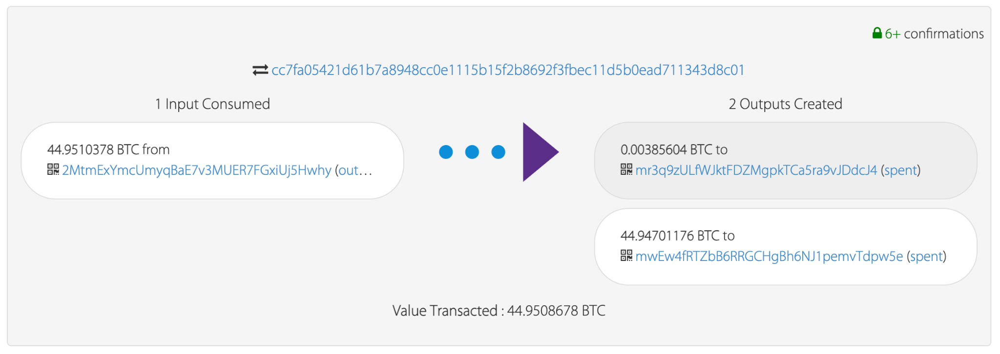 6+ confirmations
cc7fa05421d61b7a8948cc0e1115b15f2b8692f3fbec11d5b0ead711343d8c01
1 Input Consumed
2 Outputs Created
44.9510378 BTC from
2MtmExYmcUmyqBaE7v3MUER7FGxiUj5Hwhy (out…
0.00385604 BTC to
mr3q9zULfWJktFDZMgpkTCa5ra9vJDdcJ4 (spent)
44.94701176 BTC to
mwEw4fRTZbB6RRGCHgBh6NJ1pemvTdpw5e (spent)
Value Transacted : 44.9508678 BTC